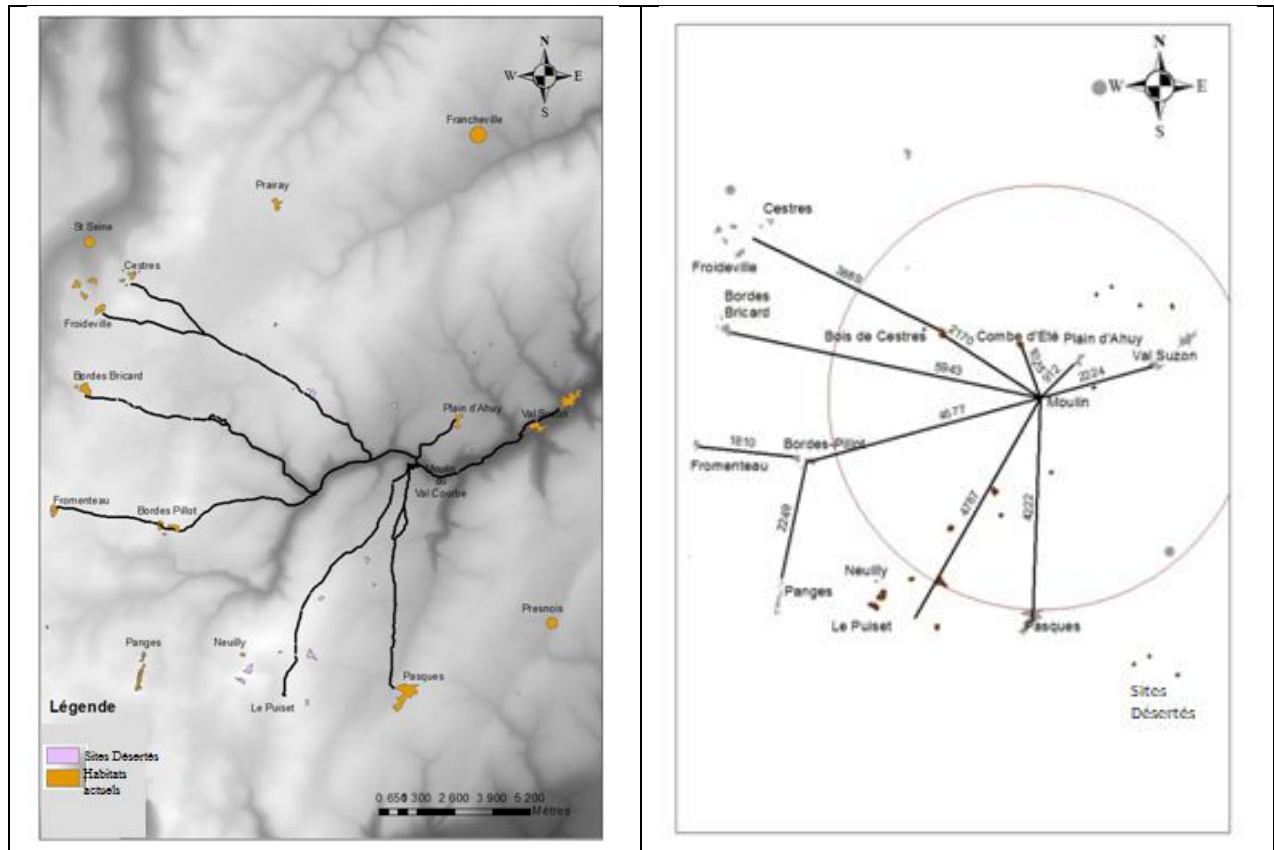 N
W E
S
Francheville
Prairay
St Seine
Cestres
Froideville
Bordes Bricard
Plain d'Ahuy
Val Suzon
Moulin
du
Val Courbe
Fromenteau
Bordes Pillot
Presnois
Panges
Neuilly
Pasques
Le Puiset
Légende
Sites Désertés
Habitats
actuels
0 650 1 300 2 600 3 900 5 200
Mètres
N
W E
S
Cestres
Froideville
Bordes
Bricard
Bois de Cestres
2170
Combe d'Eté
Plain d'Ahuy
Val Suzon
5943
1025
912
2224
Moulin
4577
1810
Bordes-Pillot
Fromenteau
2249
4787
4222
Neuilly
Panges
Le Puiset
Pasques
Sites
Désertés